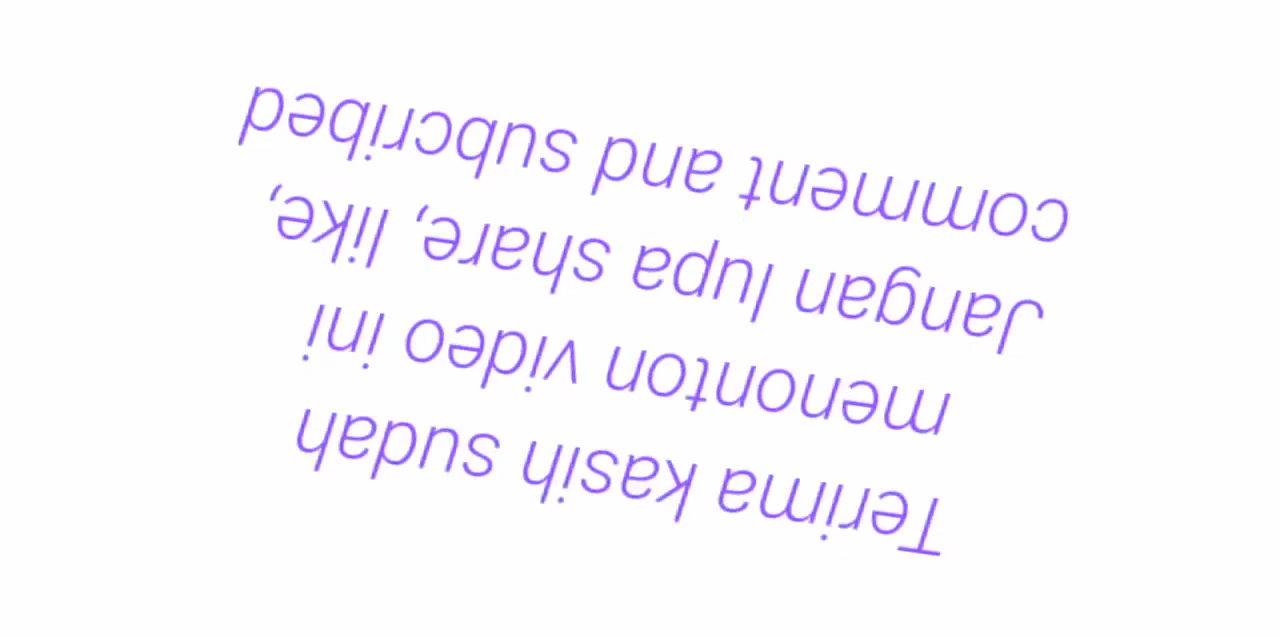 Terima kasih sudah
menonton video ini
Jangan lupa share, like,
comment and subcribed